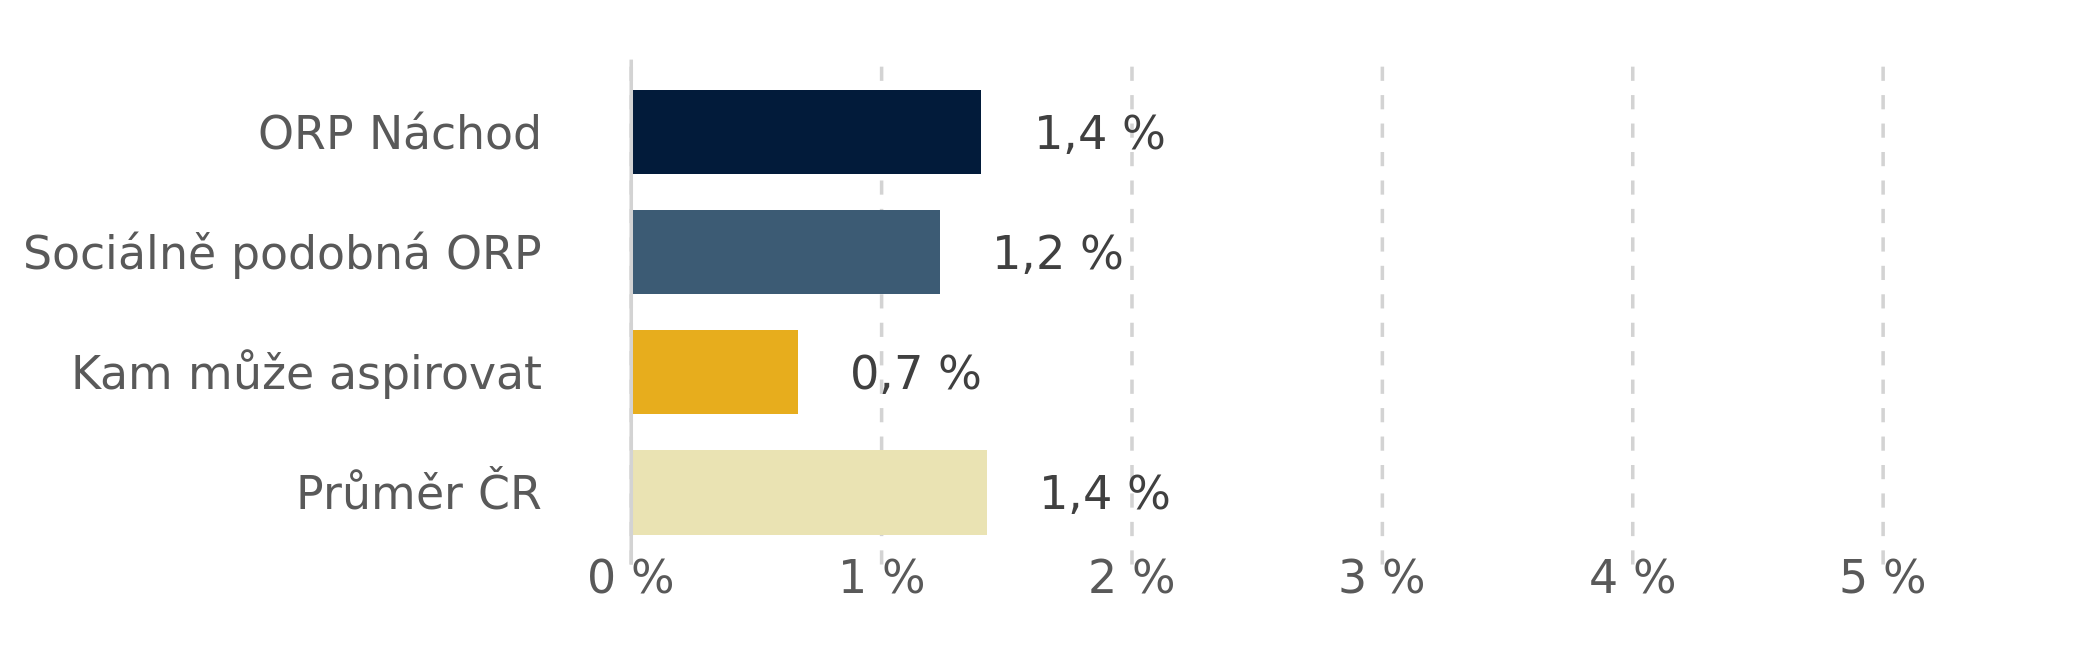 ORP Náchod 1,4 %
Sociálně podobná ORP 1,2 %
Kam může aspirovat 0,7 %
Průměr ČR 1,4 %
0 % 1 % 2 % 3 % 4 % 5 %